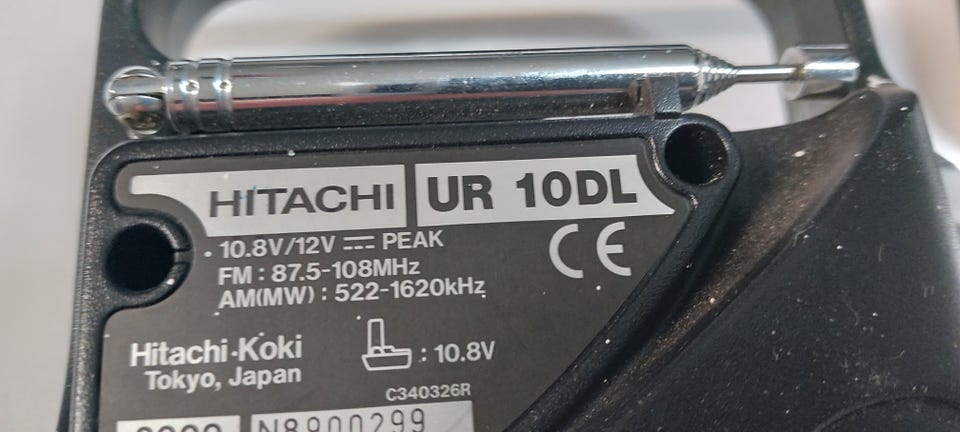 HITACHI UR 10DL
10.8V/12V ⎓ PEAK
FM : 87.5-108MHz
AM(MW) : 522-1620kHz
CE
Hitachi·Koki
Tokyo, Japan
: 10.8V
C340326R
N8900299